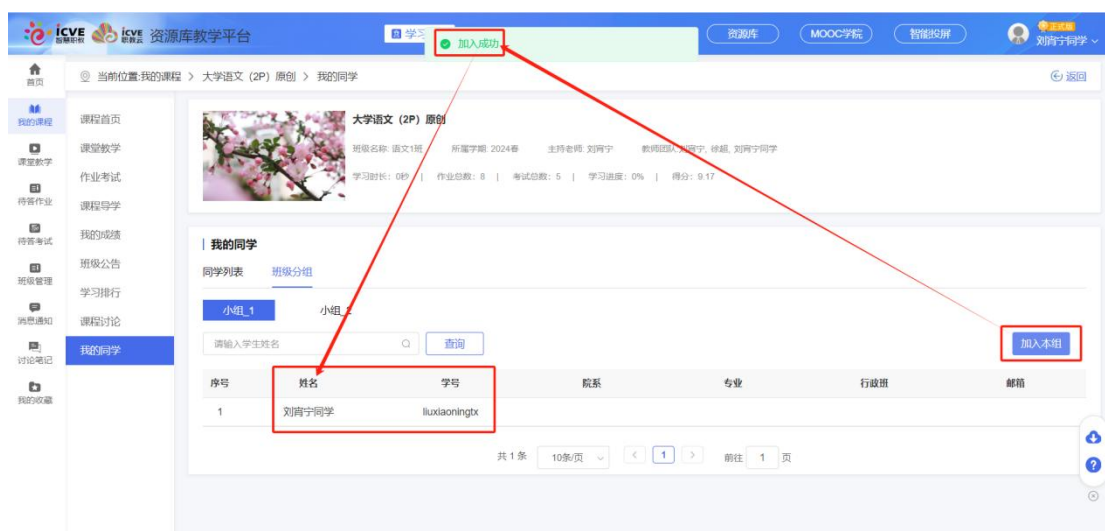 icve 智慧职教 icve 职教云 资源库教学平台
学习
加入成功
资源库
MOOC学院
智能投屏
正式版
刘肖宁同学
首页
我的课程
课堂教学
待答作业
待答考试
班级管理
消息通知
讨论笔记
我的收藏
当前位置:我的课程 > 大学语文（2P）原创 > 我的同学
返回
课程首页
课堂教学
作业考试
课程导学
我的成绩
班级公告
学习排行
课程讨论
我的同学
大学语文（2P）原创
班级名称: 语文1班 所属学期: 2024春 主持老师: 刘肖宁 教师团队: 刘肖宁, 徐超, 刘肖宁同学
学习时长: 0秒 | 作业总数: 8 | 考试总数: 5 | 学习进度: 0% | 得分: 9.17
我的同学
同学列表 班级分组
小组_1 小组_2
请输入学生姓名 查询 加入本组
序号 姓名 学号 院系 专业 行政班 邮箱
1 刘肖宁同学 liuxiaoningtx
共 1 条 10条/页 < 1 > 前往 1 页